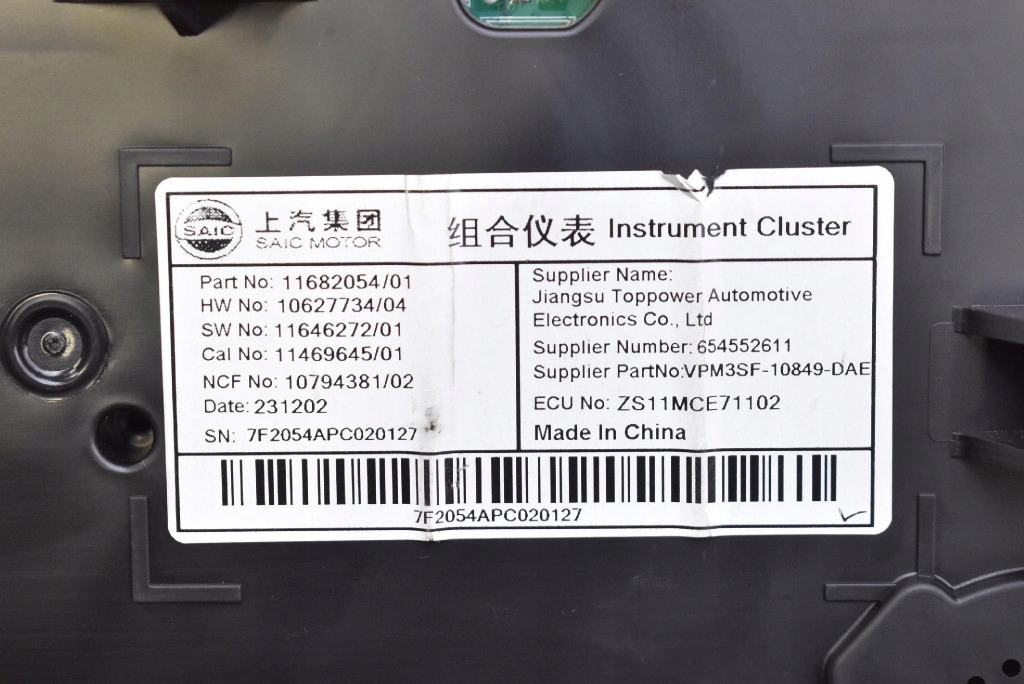 SAIC
上汽集团
SAIC MOTOR
组合仪表 Instrument Cluster
Part No: 11682054/01
HW No: 10627734/04
SW No: 11646272/01
Cal No: 11469645/01
NCF No: 10794381/02
Date: 231202
SN: 7F2054APC020127
Supplier Name:
Jiangsu Toppower Automotive
Electronics Co., Ltd
Supplier Number: 654552611
Supplier PartNo:VPM3SF-10849-DAE
ECU No: ZS11MCE71102
Made In China
7F2054APC020127